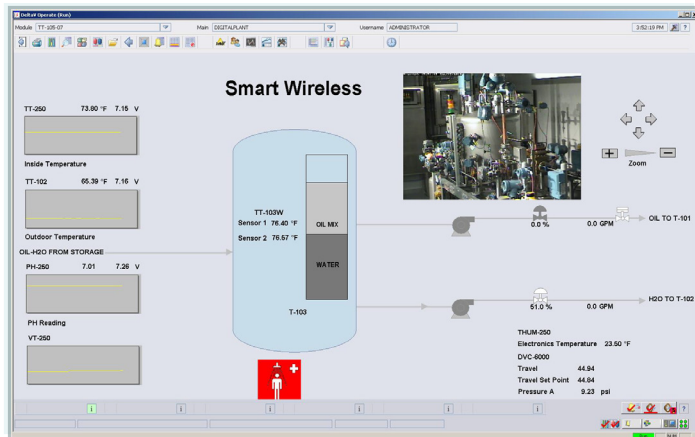 DeltaV Operate (Run)
Module TT-105-07 Main DIGITALPLANT Username ADMINISTRATOR 3:52:19 PM ?
Smart Wireless
TT-250 73.80 °F 7.15 V
Inside Temperature
TT-102 65.39 °F 7.16 V
Outdoor Temperature
OIL-H2O FROM STORAGE
PH-250 7.01 7.26 V
PH Reading
VT-250
TT-103W
Sensor 1 76.40 °F
Sensor 2 76.57 °F
OIL MIX
WATER
T-103
Zoom
0.0 % 0.0 GPM OIL TO T-101
51.0 % 0.0 GPM H2O TO T-102
THUM-250
Electronics Temperature 23.50 °F
DVC-6000
Travel 44.94
Travel Set Point 44.84
Pressure A 9.23 psi